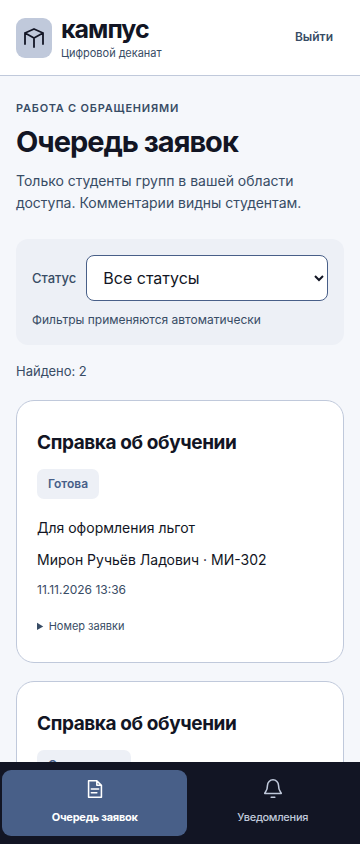 кампус
Цифровой деканат
Выйти
РАБОТА С ОБРАЩЕНИЯМИ
Очередь заявок
Только студенты групп в вашей области
доступа. Комментарии видны студентам.
Статус
Все статусы
Фильтры применяются автоматически
Найдено: 2
Справка об обучении
Готова
Для оформления льгот
Мирон Ручьёв Ладович · МИ-302
11.11.2026 13:36
Номер заявки
Справка об обучении
Очередь заявок
Уведомления